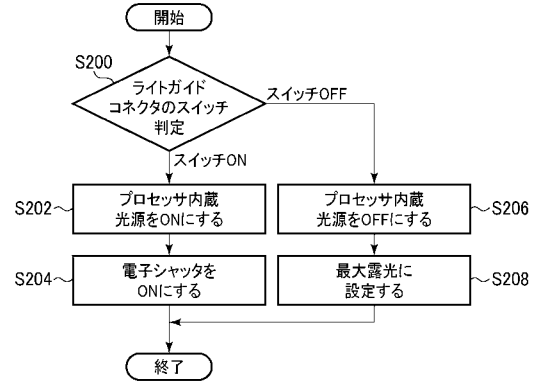 開始
S200
ライトガイド
コネクタのスイッチ
判定
スイッチOFF
スイッチON
S202
プロセッサ内蔵
光源をONにする
プロセッサ内蔵
光源をOFFにする
S206
S204
電子シャッタを
ONにする
最大露光に
設定する
S208
終了